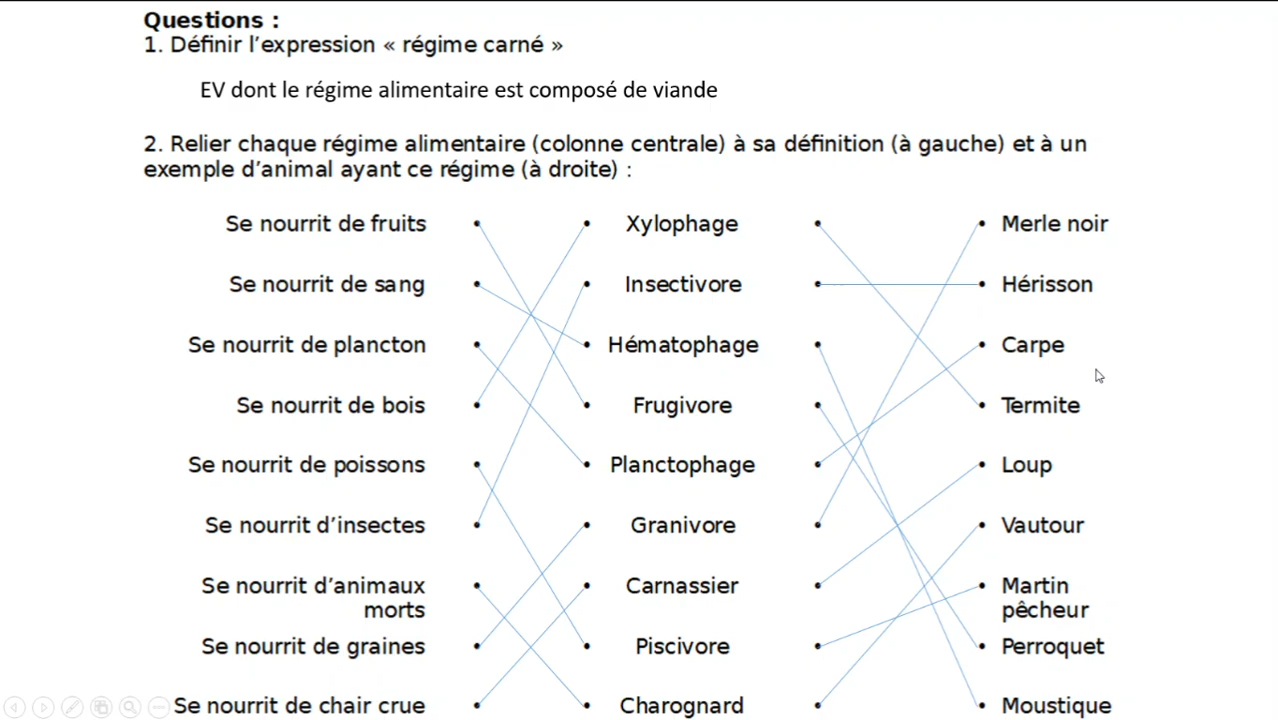 Questions :
1. Définir l’expression « régime carné »
EV dont le régime alimentaire est composé de viande
2. Relier chaque régime alimentaire (colonne centrale) à sa définition (à gauche) et à un
exemple d’animal ayant ce régime (à droite) :
Se nourrit de fruits • • Xylophage • • Merle noir
Se nourrit de sang • • Insectivore • • Hérisson
Se nourrit de plancton • • Hématophage • • Carpe
Se nourrit de bois • • Frugivore • • Termite
Se nourrit de poissons • • Planctophage • • Loup
Se nourrit d’insectes • • Granivore • • Vautour
Se nourrit d’animaux • • Carnassier • • Martin
morts pêcheur
Se nourrit de graines • • Piscivore • • Perroquet
Se nourrit de chair crue • • Charognard • • Moustique